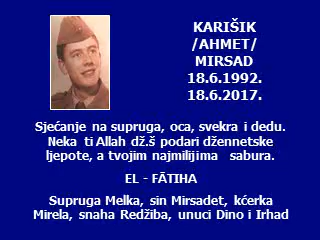 KARIŠIK
/AHMET/
MIRSAD
18.6.1992.
18.6.2017.
Sjećanje na supruga, oca, svekra i dedu.
Neka ti Allah dž.š podari džennetske
ljepote, a tvojim najmilijima sabura.
EL - FĀTIHA
Supruga Melka, sin Mirsadet, kćerka
Mirela, snaha Redžiba, unuci Dino i Irhad